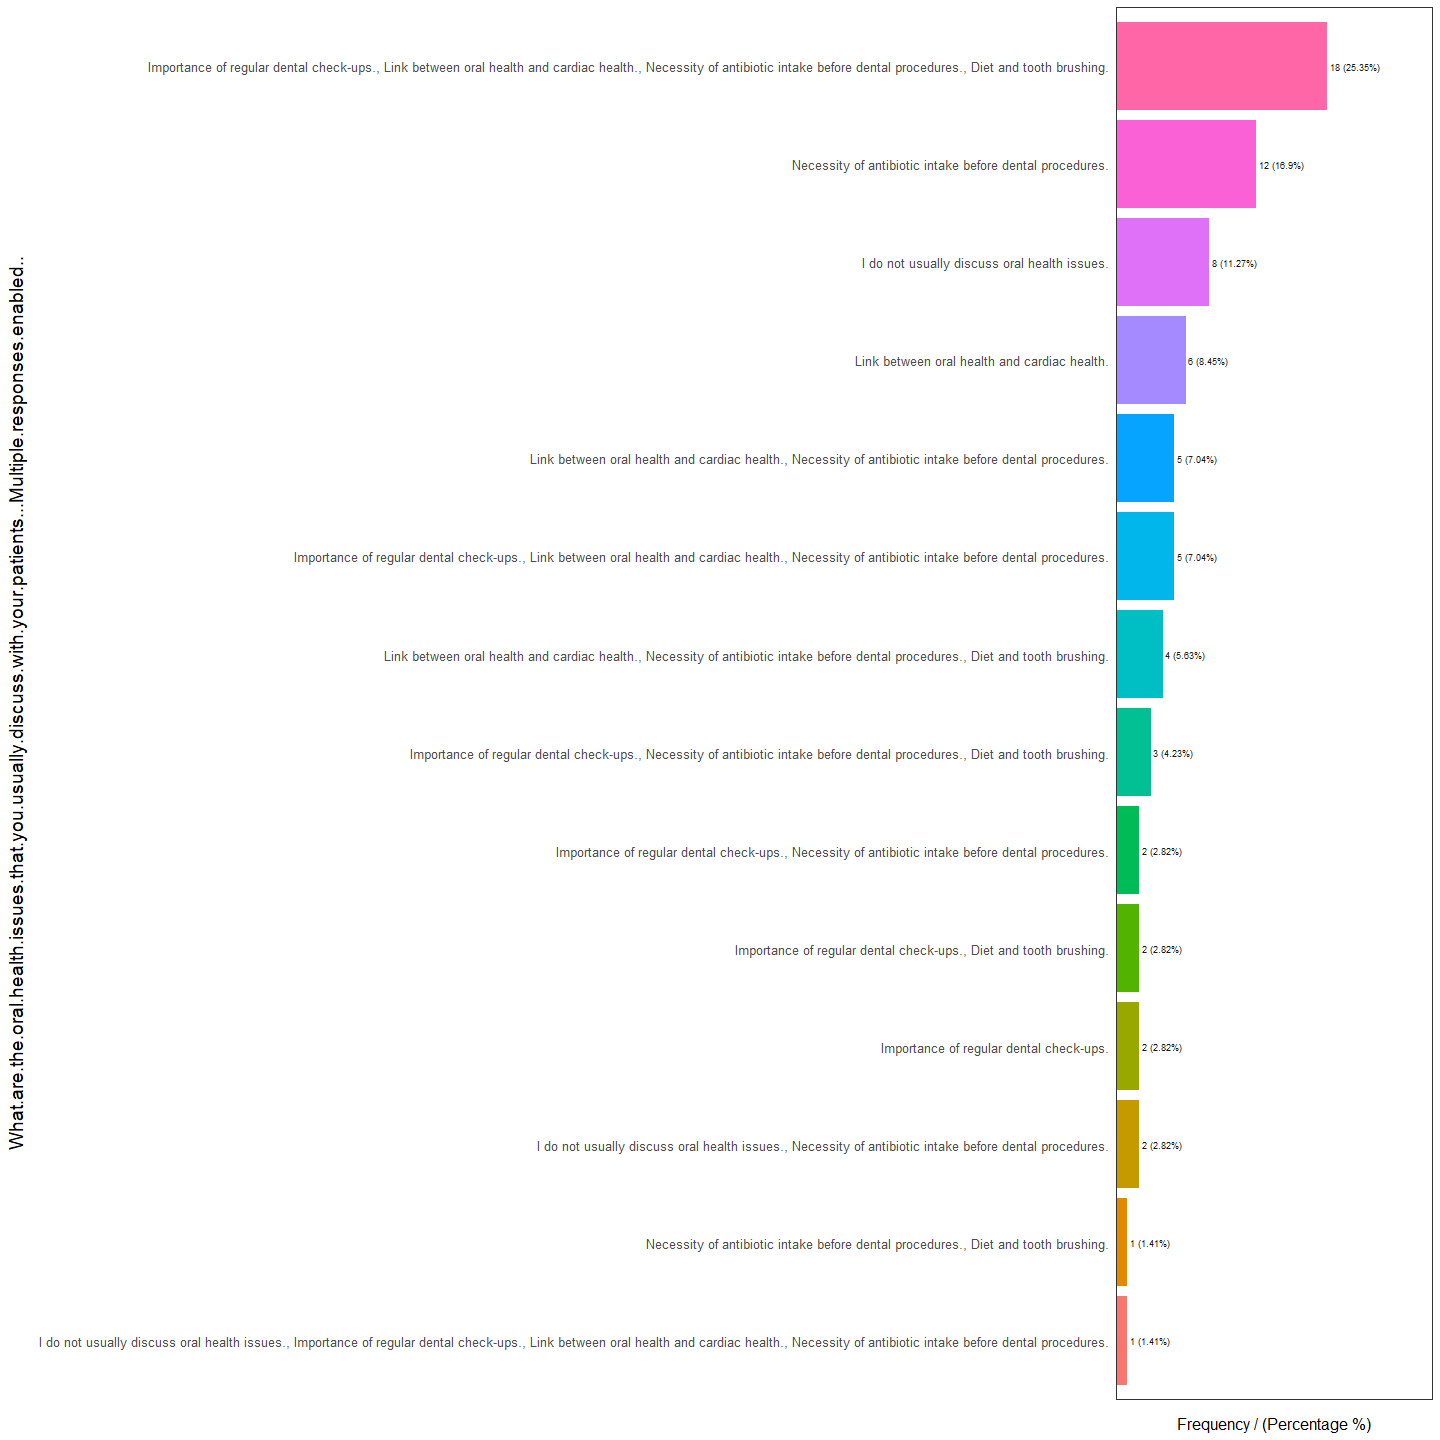 What.are.the.oral.health.issues.that.you.usually.discuss.with.your.patients...Multiple.responses.enabled..
Importance of regular dental check-ups., Link between oral health and cardiac health., Necessity of antibiotic intake before dental procedures., Diet and tooth brushing.
18 (25.35%)
Necessity of antibiotic intake before dental procedures.
12 (16.9%)
I do not usually discuss oral health issues.
8 (11.27%)
Link between oral health and cardiac health.
6 (8.45%)
Link between oral health and cardiac health., Necessity of antibiotic intake before dental procedures.
5 (7.04%)
Importance of regular dental check-ups., Link between oral health and cardiac health., Necessity of antibiotic intake before dental procedures.
5 (7.04%)
Link between oral health and cardiac health., Necessity of antibiotic intake before dental procedures., Diet and tooth brushing.
4 (5.63%)
Importance of regular dental check-ups., Necessity of antibiotic intake before dental procedures., Diet and tooth brushing.
3 (4.23%)
Importance of regular dental check-ups., Necessity of antibiotic intake before dental procedures.
2 (2.82%)
Importance of regular dental check-ups., Diet and tooth brushing.
2 (2.82%)
Importance of regular dental check-ups.
2 (2.82%)
I do not usually discuss oral health issues., Necessity of antibiotic intake before dental procedures.
2 (2.82%)
Necessity of antibiotic intake before dental procedures., Diet and tooth brushing.
1 (1.41%)
I do not usually discuss oral health issues., Importance of regular dental check-ups., Link between oral health and cardiac health., Necessity of antibiotic intake before dental procedures.
1 (1.41%)
Frequency / (Percentage %)